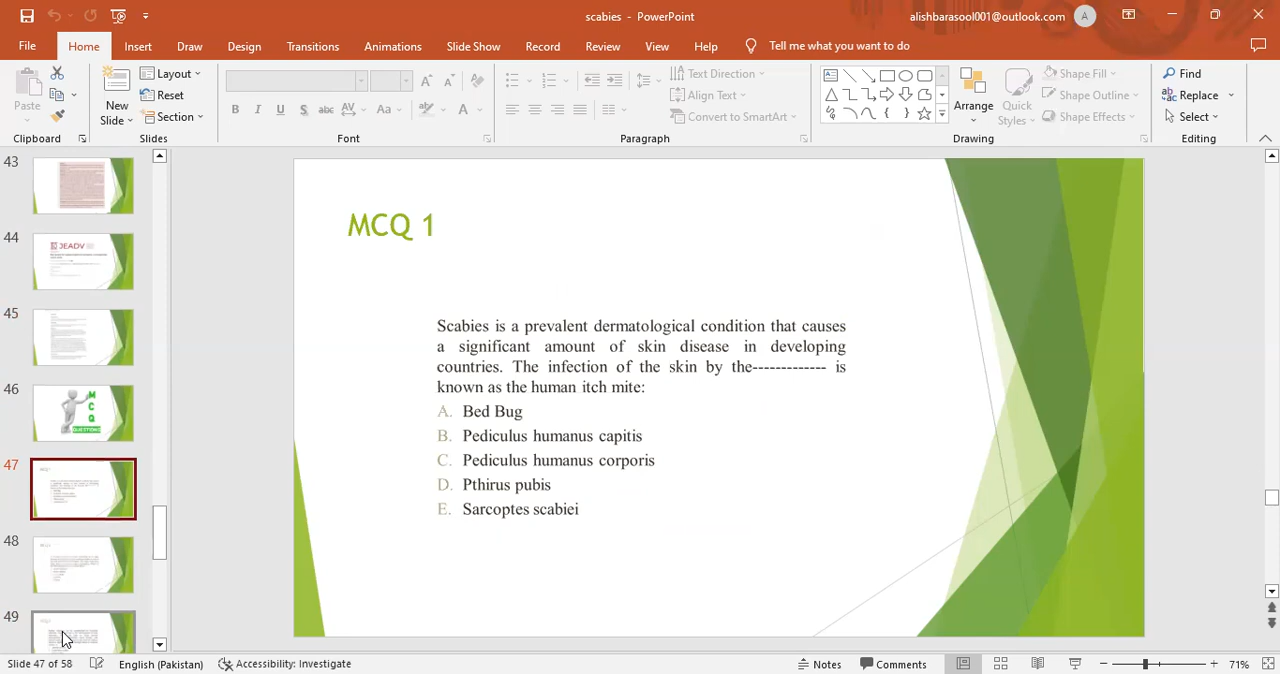 scabies - PowerPoint
alishbarasool001@outlook.com
A
File
Home
Insert
Draw
Design
Transitions
Animations
Slide Show
Record
Review
View
Help
Tell me what you want to do
Paste
New
Slide
Layout
Reset
Section
Text Direction
Align Text
Convert to SmartArt
Arrange
Quick
Styles
Shape Fill
Shape Outline
Shape Effects
Find
Replace
Select
Clipboard
Slides
Font
Paragraph
Drawing
Editing
43
44
JEADV
45
46
M
C
Q
QUESTIONS
47
48
49
MCQ 1
Scabies is a prevalent dermatological condition that causes
a significant amount of skin disease in developing
countries. The infection of the skin by the------------- is
known as the human itch mite:
A. Bed Bug
B. Pediculus humanus capitis
C. Pediculus humanus corporis
D. Pthirus pubis
E. Sarcoptes scabiei
Slide 47 of 58
English (Pakistan)
Accessibility: Investigate
Notes
Comments
71%